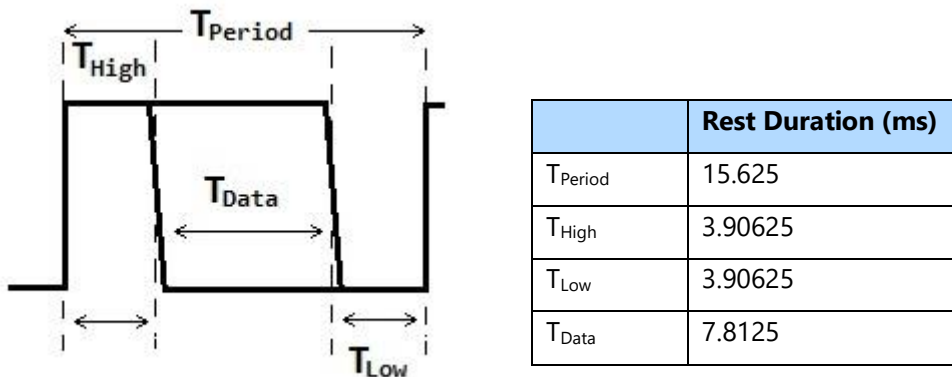 TPeriod
THigh
TData
TLow
Rest Duration (ms)
TPeriod 15.625
THigh 3.90625
TLow 3.90625
TData 7.8125